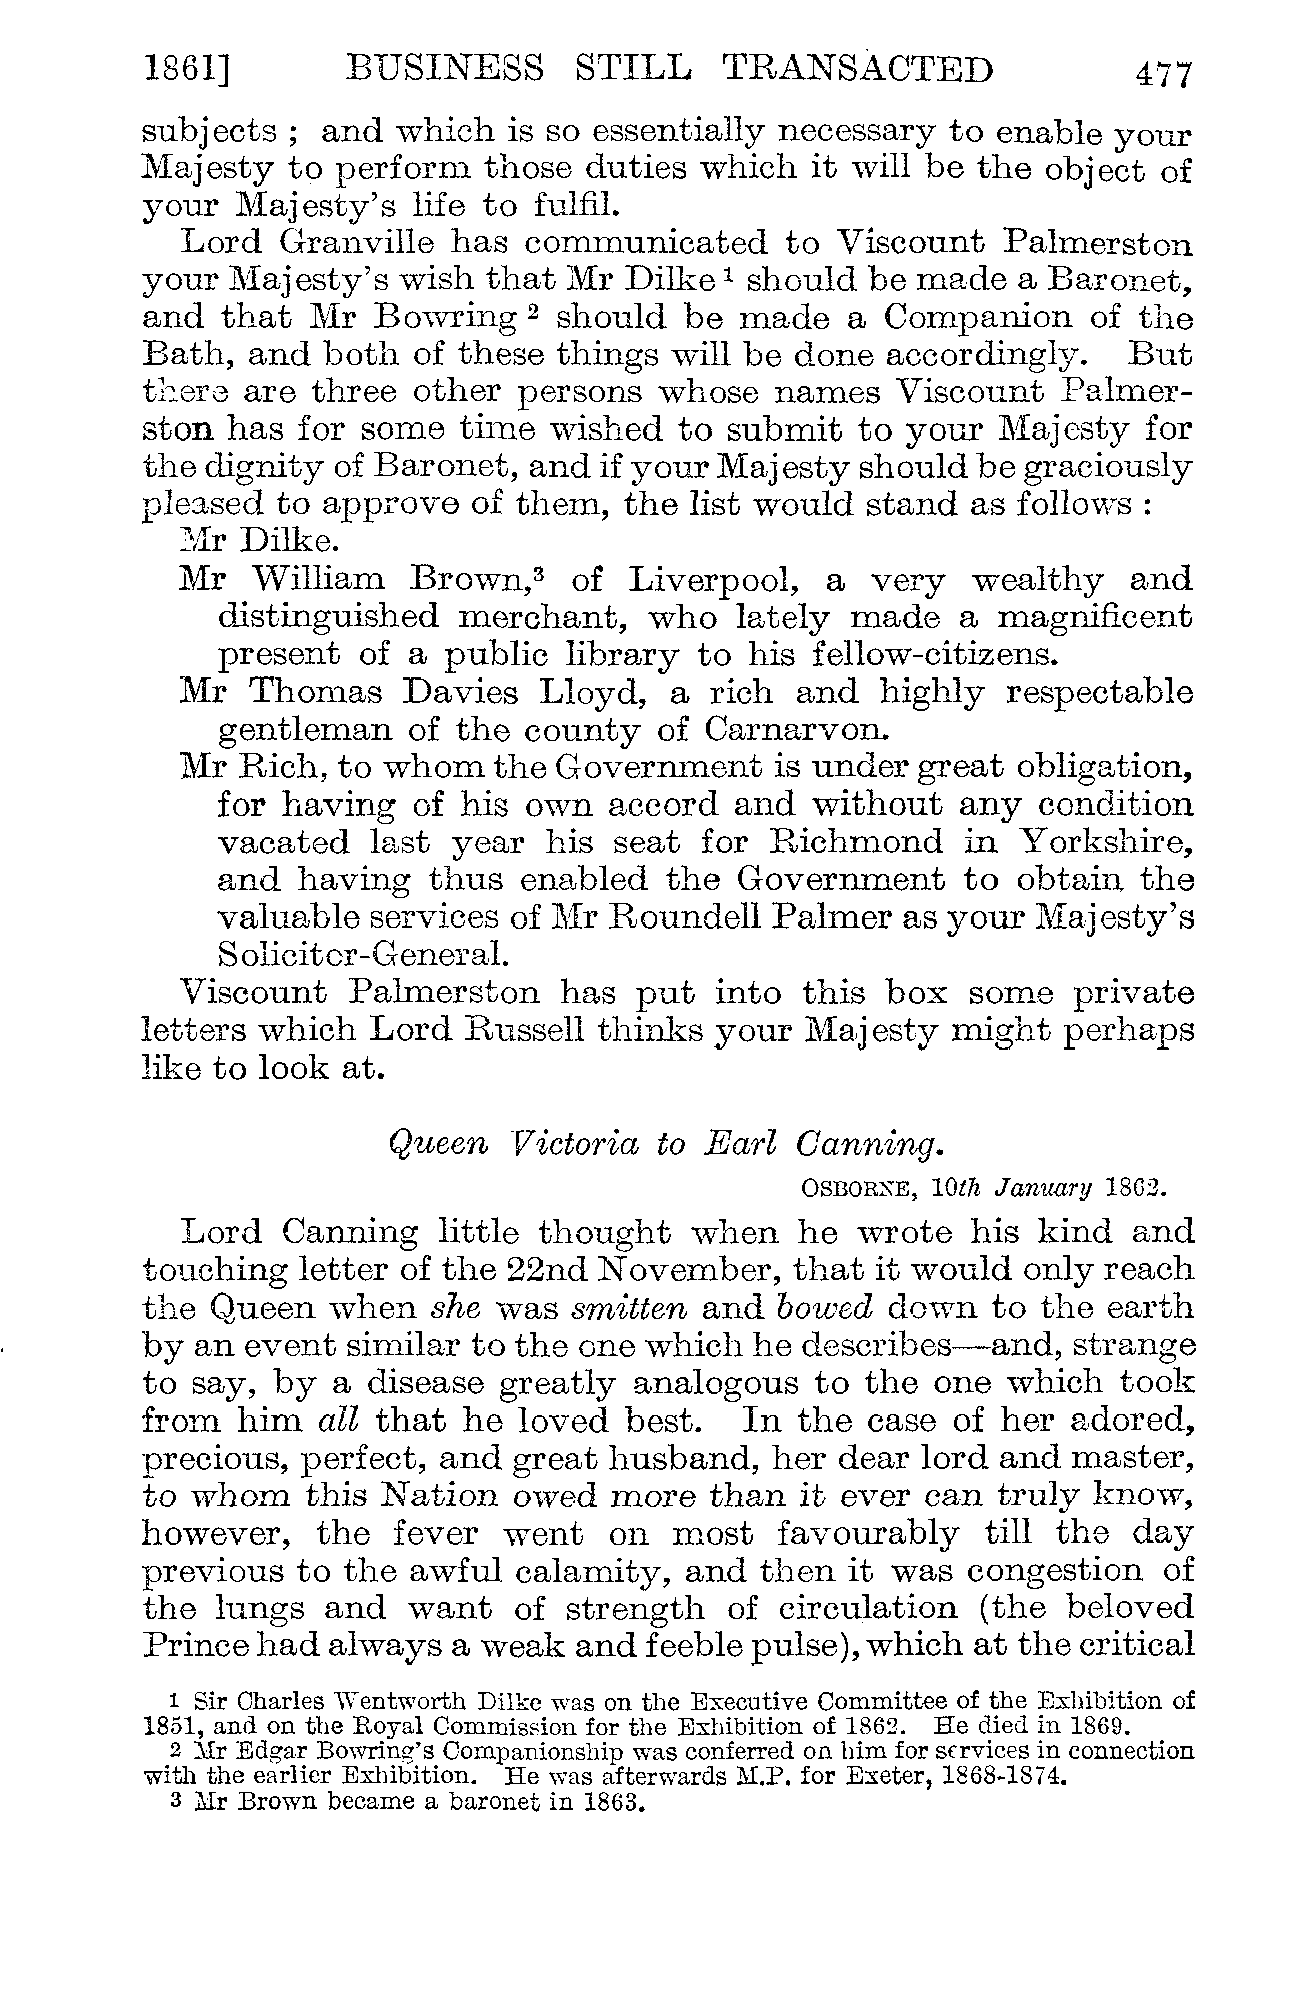 1861] BUSINESS STILL TRANSACTED 477
subjects ; and which is so essentially necessary to enable your
Majesty to perform those duties which it will be the object of
your Majesty's life to fulfil.
Lord Granville has communicated to Viscount Palmerston
your Majesty's wish that Mr Dilke ¹ should be made a Baronet,
and that Mr Bowring ² should be made a Companion of the
Bath, and both of these things will be done accordingly. But
there are three other persons whose names Viscount Palmer-
ston has for some time wished to submit to your Majesty for
the dignity of Baronet, and if your Majesty should be graciously
pleased to approve of them, the list would stand as follows :
Mr Dilke.
Mr William Brown,³ of Liverpool, a very wealthy and
distinguished merchant, who lately made a magnificent
present of a public library to his fellow-citizens.
Mr Thomas Davies Lloyd, a rich and highly respectable
gentleman of the county of Carnarvon.
Mr Rich, to whom the Government is under great obligation,
for having of his own accord and without any condition
vacated last year his seat for Richmond in Yorkshire,
and having thus enabled the Government to obtain the
valuable services of Mr Roundell Palmer as your Majesty's
Solicitor-General.
Viscount Palmerston has put into this box some private
letters which Lord Russell thinks your Majesty might perhaps
like to look at.
Queen Victoria to Earl Canning.
OSBORNE, 10th January 1862.
Lord Canning little thought when he wrote his kind and
touching letter of the 22nd November, that it would only reach
the Queen when she was smitten and bowed down to the earth
by an event similar to the one which he describes—and, strange
to say, by a disease greatly analogous to the one which took
from him all that he loved best. In the case of her adored,
precious, perfect, and great husband, her dear lord and master,
to whom this Nation owed more than it ever can truly know,
however, the fever went on most favourably till the day
previous to the awful calamity, and then it was congestion of
the lungs and want of strength of circulation (the beloved
Prince had always a weak and feeble pulse), which at the critical
1 Sir Charles Wentworth Dilke was on the Executive Committee of the Exhibition of
1851, and on the Royal Commission for the Exhibition of 1862. He died in 1869.
2 Mr Edgar Bowring's Companionship was conferred on him for services in connection
with the earlier Exhibition. He was afterwards M.P. for Exeter, 1868-1874.
3 Mr Brown became a baronet in 1863.